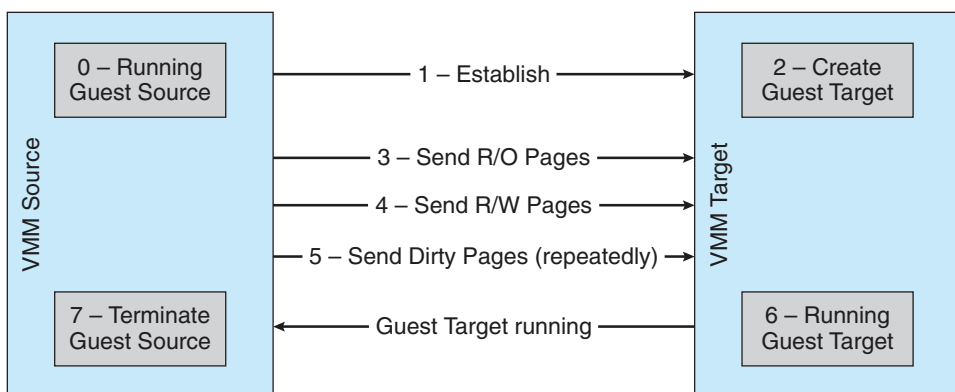 0 – Running
Guest Source
1 – Establish
2 – Create
Guest Target
VMM Source
3 – Send R/O Pages
4 – Send R/W Pages
5 – Send Dirty Pages (repeatedly)
VMM Target
7 – Terminate
Guest Source
Guest Target running
6 – Running
Guest Target